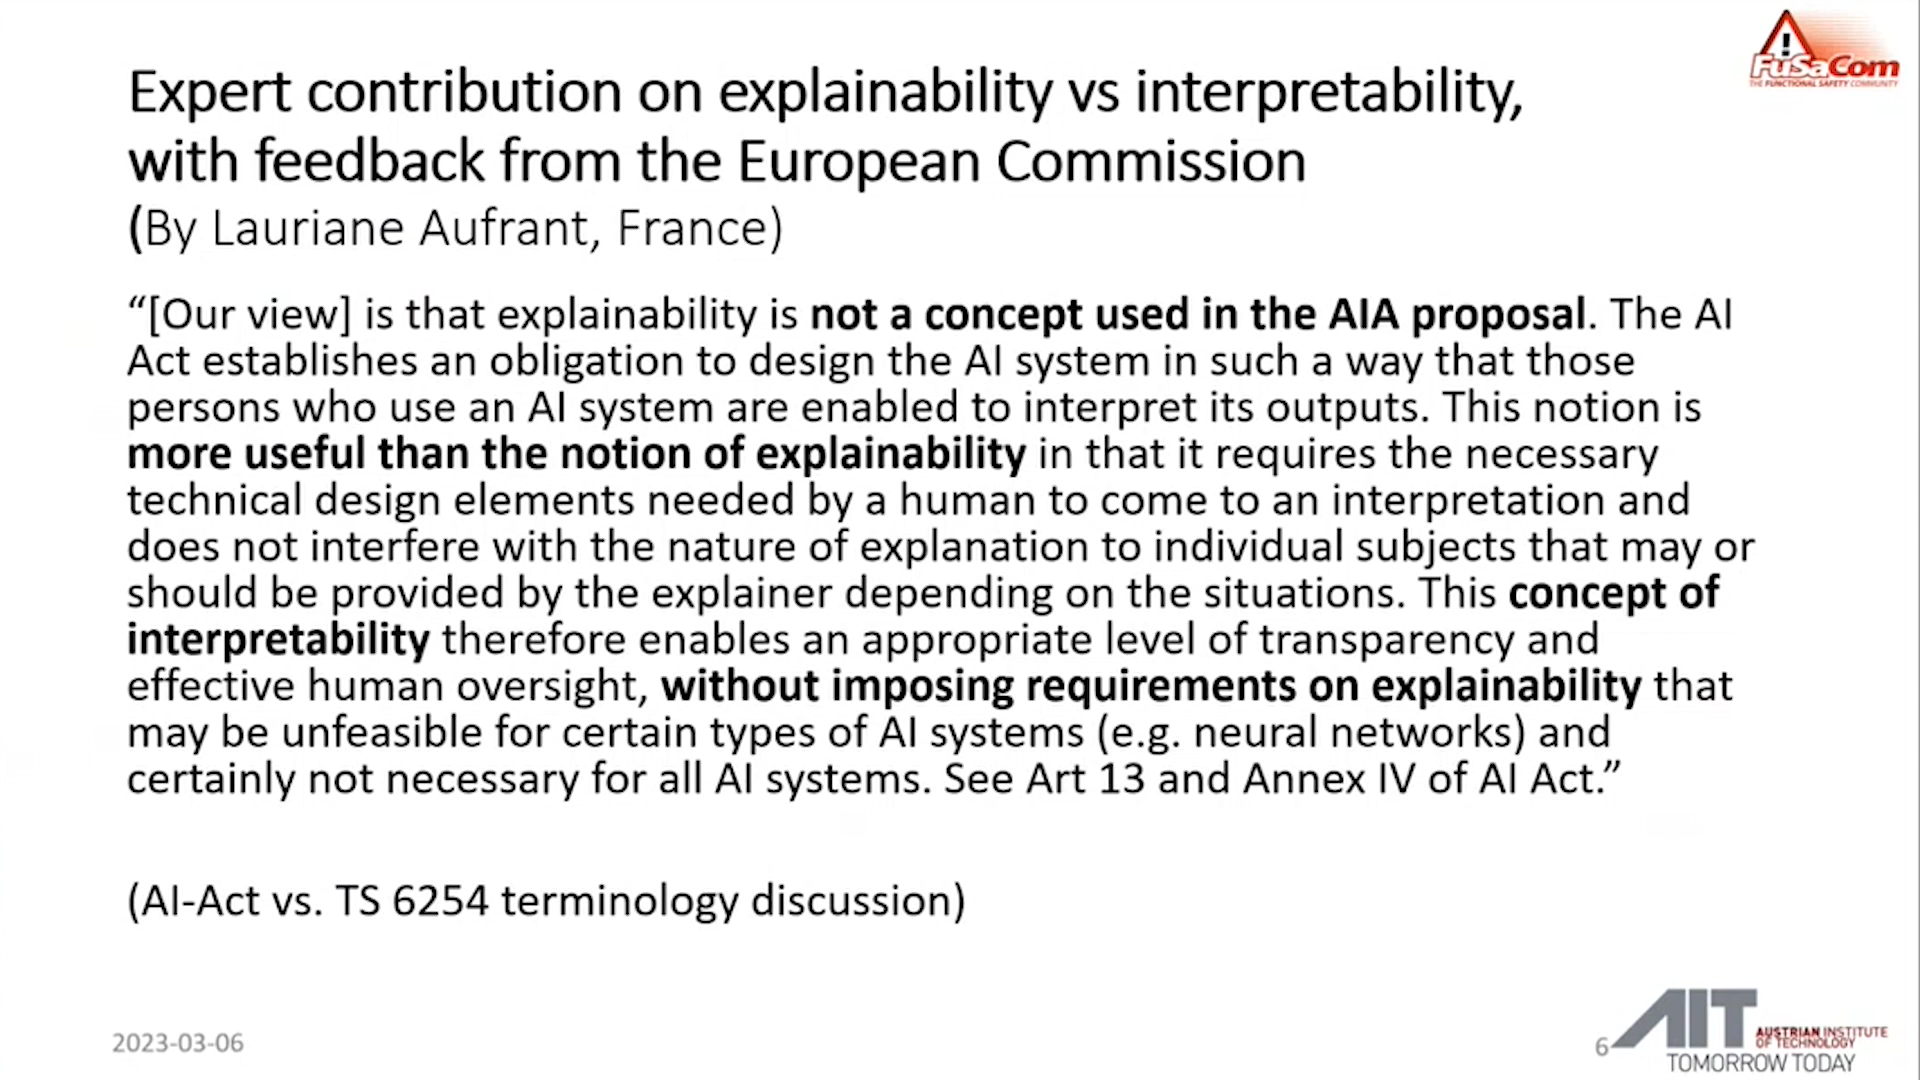 FuSaCom
THE FUNCTIONAL SAFETY COMMUNITY
Expert contribution on explainability vs interpretability,
with feedback from the European Commission
(By Lauriane Aufrant, France)
“[Our view] is that explainability is not a concept used in the AIA proposal. The AI
Act establishes an obligation to design the AI system in such a way that those
persons who use an AI system are enabled to interpret its outputs. This notion is
more useful than the notion of explainability in that it requires the necessary
technical design elements needed by a human to come to an interpretation and
does not interfere with the nature of explanation to individual subjects that may or
should be provided by the explainer depending on the situations. This concept of
interpretability therefore enables an appropriate level of transparency and
effective human oversight, without imposing requirements on explainability that
may be unfeasible for certain types of AI systems (e.g. neural networks) and
certainly not necessary for all AI systems. See Art 13 and Annex IV of AI Act.”
(AI-Act vs. TS 6254 terminology discussion)
2023-03-06
6
AIT
AUSTRIAN INSTITUTE
OF TECHNOLOGY
TOMORROW TODAY